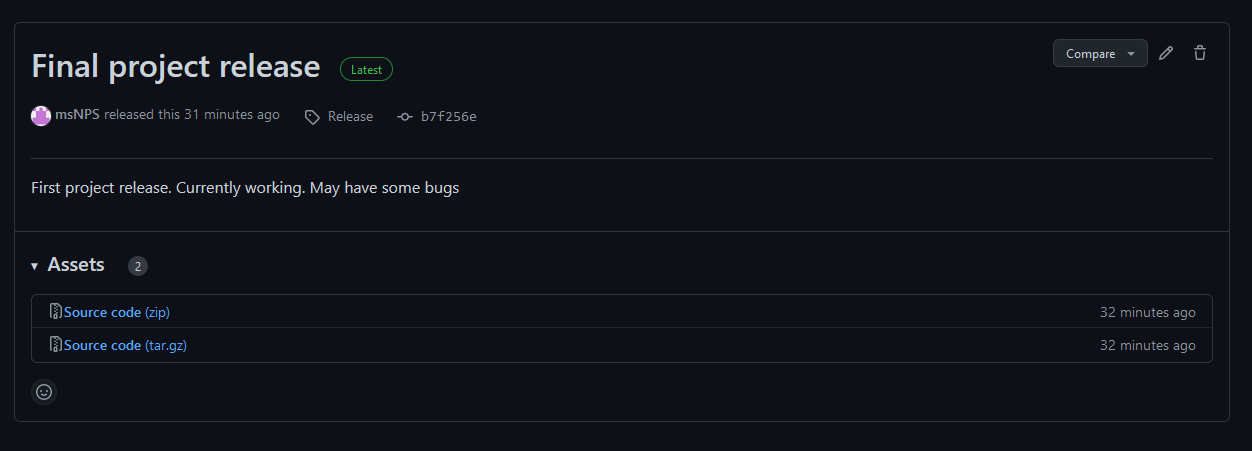 Final project release Latest Compare
msNPS released this 31 minutes ago Release b7f256e
First project release. Currently working. May have some bugs
Assets 2
Source code (zip) 32 minutes ago
Source code (tar.gz) 32 minutes ago